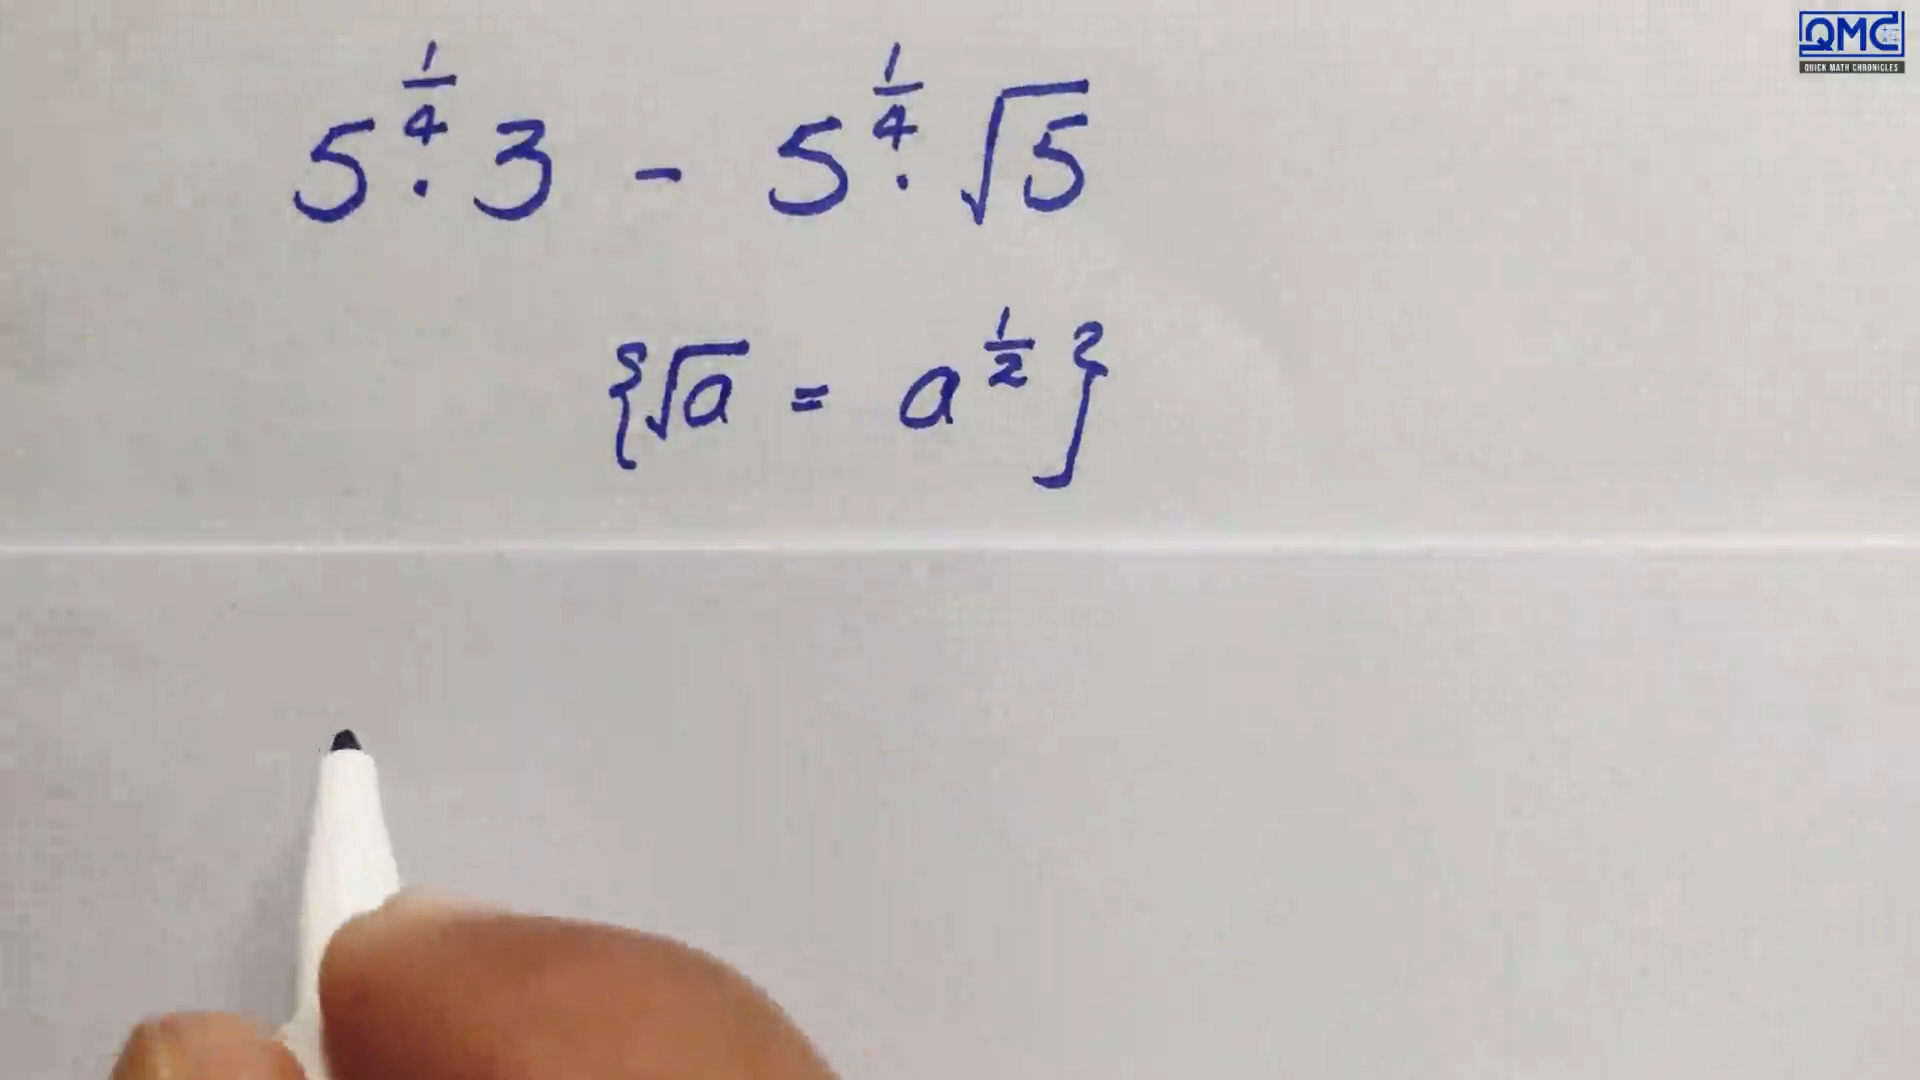 QMC
QUICK MATH CHRONICLES
5^{1/4} · 3 - 5^{1/4} · √5
{√a = a^{1/2}}